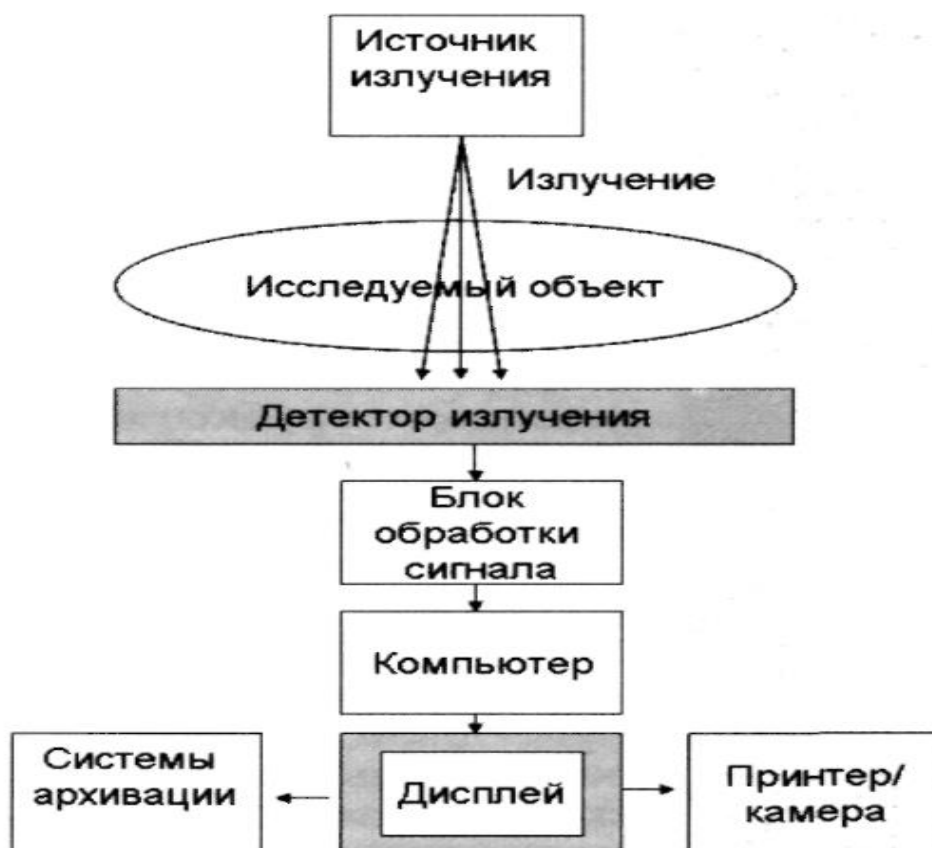 Источник
излучения
Излучение
Исследуемый объект
Детектор излучения
Блок
обработки
сигнала
Компьютер
Системы
архивации
Дисплей
Принтер/
камера